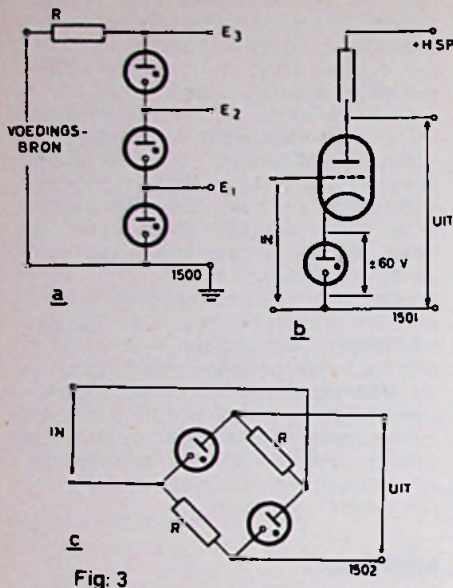 R
E3
VOEDINGS-
BRON
E2
E1
1500
a
+HSP
IN
UIT
±60 V
1501
b
IN
R
R
UIT
c
1502
Fig: 3